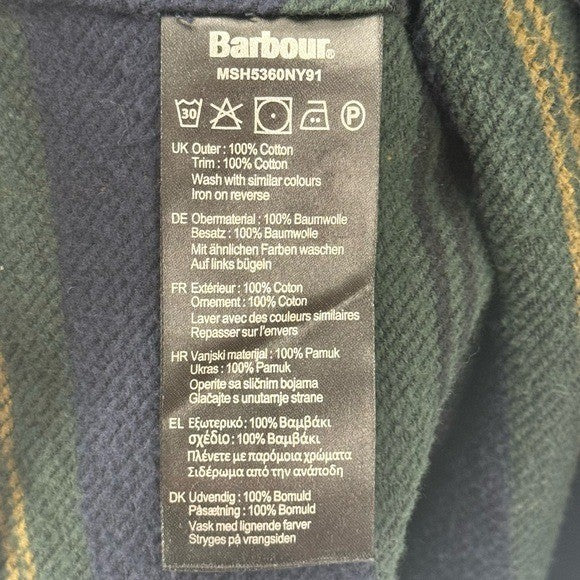 Barbour®
MSH5360NY91
30 P
UK Outer : 100% Cotton
Trim : 100% Cotton
Wash with similar colours
Iron on reverse
DE Obermaterial : 100% Baumwolle
Besatz : 100% Baumwolle
Mit ähnlichen Farben waschen
Auf links bügeln
FR Extérieur : 100% Coton
Ornement : 100% Coton
Laver avec des couleurs similaires
Repasser sur l'envers
HR Vanjski materijal : 100% Pamuk
Ukras : 100% Pamuk
Operite sa sličnim bojama
Glačajte s unutarnje strane
EL Εξωτερικό : 100% Βαμβάκι
σχέδιο : 100% Βαμβάκι
Πλένετε με παρόμοια χρώματα
Σιδέρωμα από την ανάποδη
DK Udvendig : 100% Bomuld
Påsætning : 100% Bomuld
Vask med lignende farver
Stryges på vrangsiden